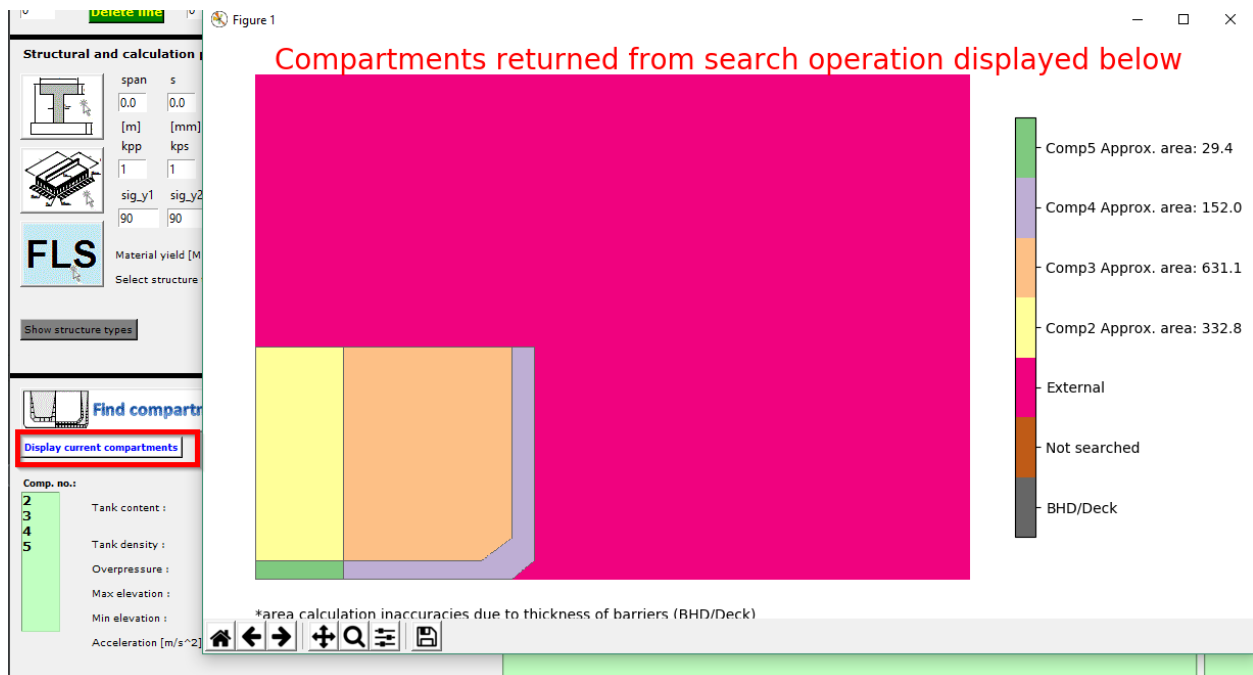 0
Delete line
0
Structural and calculation
span s
0.0 0.0
[m] [mm]
kpp kps
1 1
sig_y1 sig_y2
90 90
FLS
Material yield
Select structure
Show structure types
Find
Display current compartments
Comp. no.:
2
3
4
5
Tank content :
Tank density :
Overpressure :
Max elevation :
Min elevation :
Acceleration [m/s^2]
Figure 1
Compartments returned from search operation displayed below
Comp5 Approx. area: 29.4
Comp4 Approx. area: 152.0
Comp3 Approx. area: 631.1
Comp2 Approx. area: 332.8
External
Not searched
BHD/Deck
*area calculation inaccuracies due to thickness of barriers (BHD/Deck)